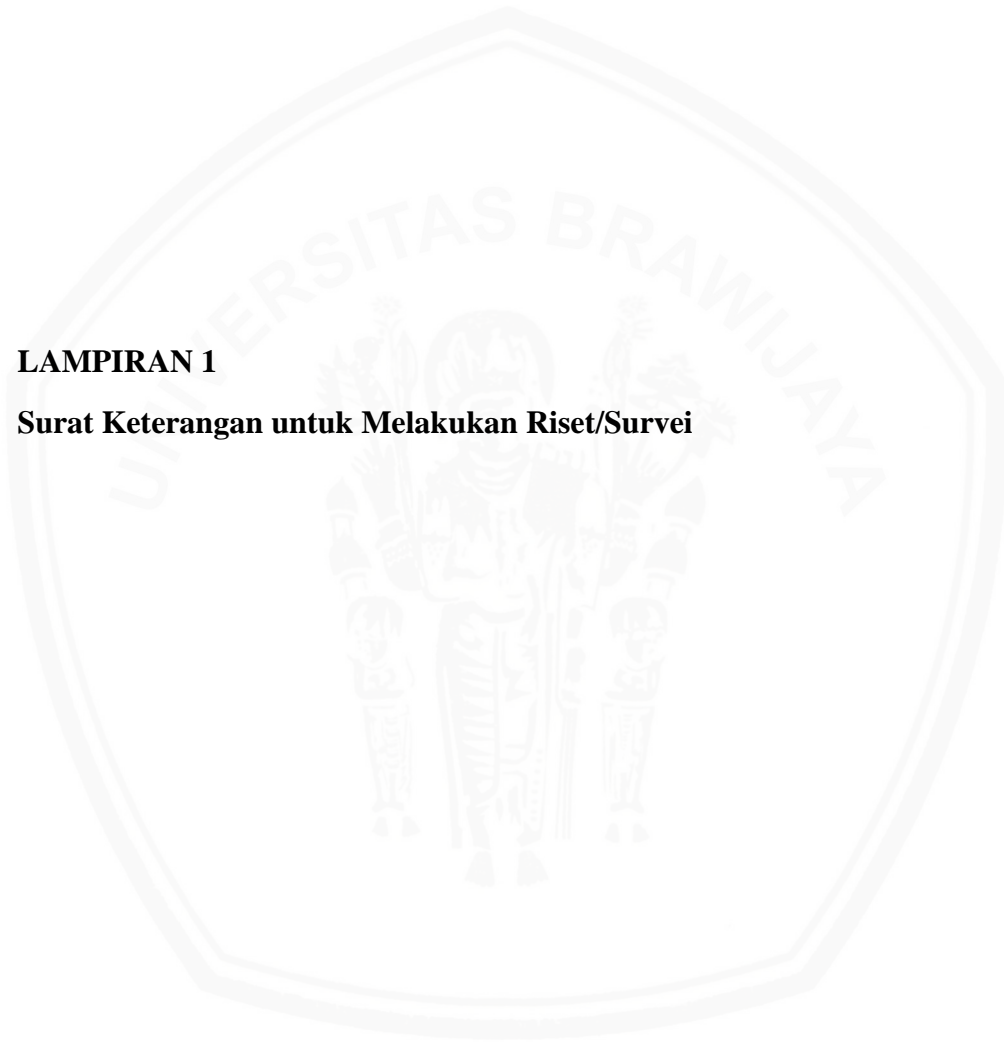 UNIVERSITAS BRAWIJAYA
LAMPIRAN 1
Surat Keterangan untuk Melakukan Riset/Survei